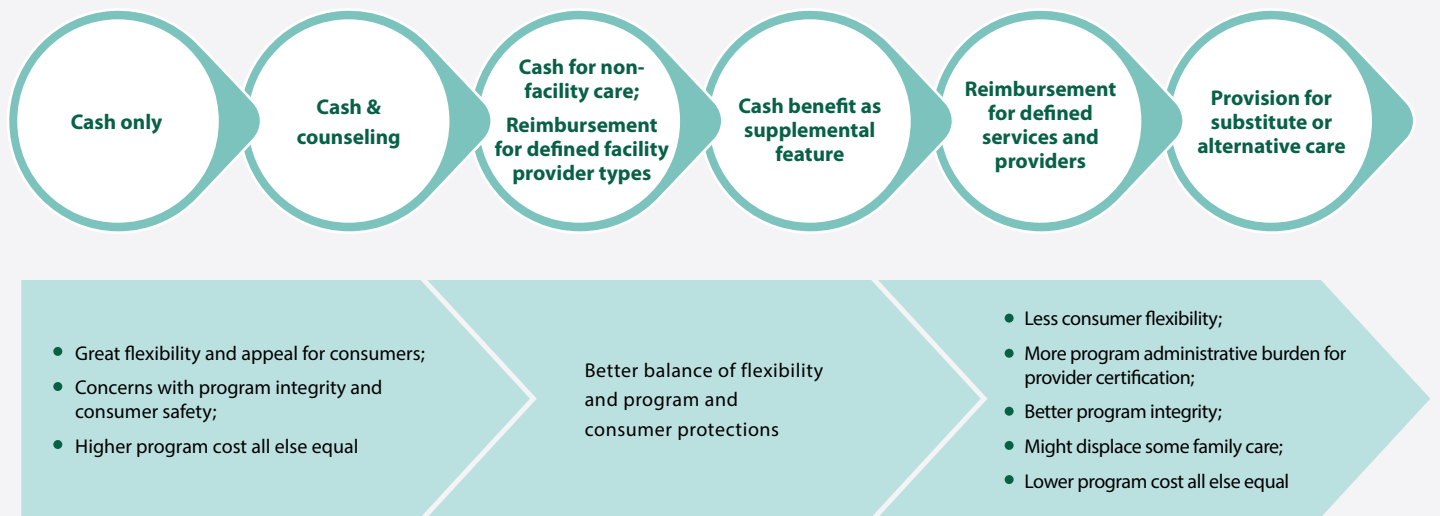 Cash only
Cash &
counseling
Cash for non-
facility care;
Reimbursement
for defined facility
provider types
Cash benefit as
supplemental
feature
Reimbursement
for defined
services and
providers
Provision for
substitute or
alternative care
• Great flexibility and appeal for consumers;
• Concerns with program integrity and
consumer safety;
• Higher program cost all else equal
Better balance of flexibility
and program and
consumer protections
• Less consumer flexibility;
• More program administrative burden for
provider certification;
• Better program integrity;
• Might displace some family care;
• Lower program cost all else equal